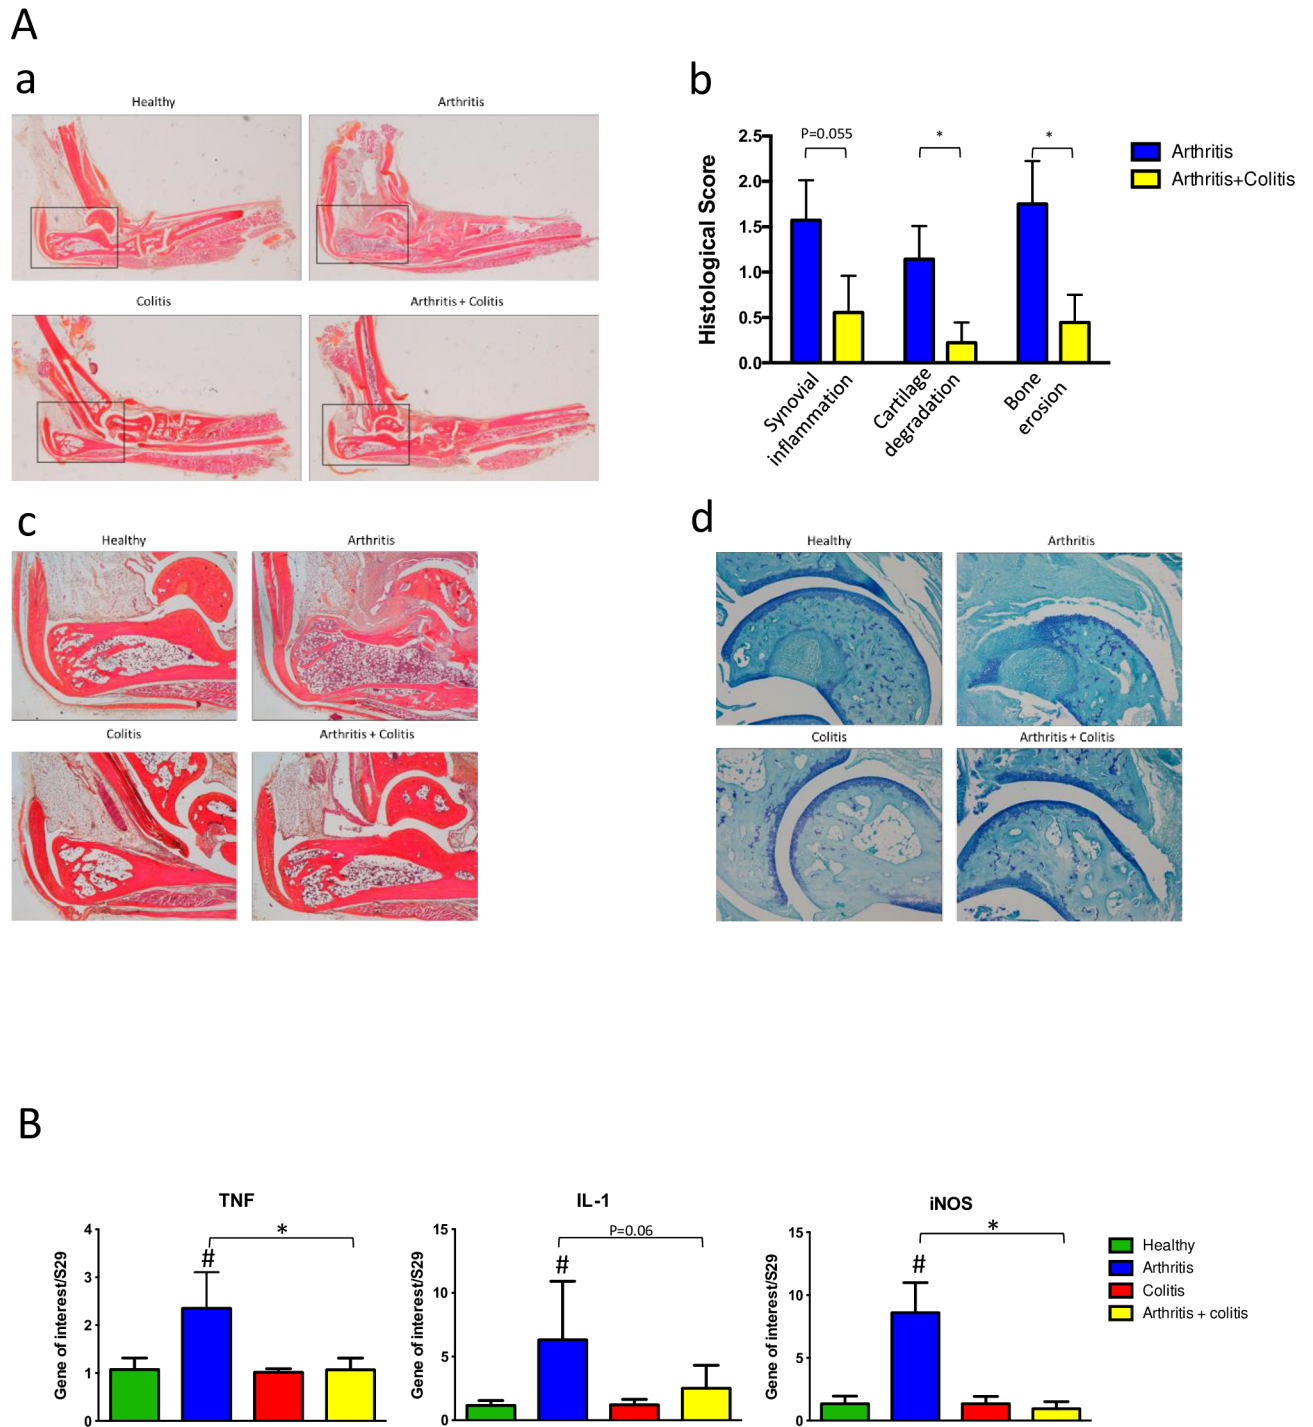 A
a
Healthy
Arthritis
Colitis
Arthritis + Colitis
b
Histological Score
2.5
2.0
1.5
1.0
0.5
0.0
P=0.055
*
*
Synovial
inflammation
Cartilage
degradation
Bone
erosion
Arthritis
Arthritis+Colitis
c
Healthy
Arthritis
Colitis
Arthritis + Colitis
d
Healthy
Arthritis
Colitis
Arthritis + Colitis
B
TNF
Gene of interest/S29
4
3
2
1
0
#
*
IL-1
Gene of interest/S29
15
10
5
0
#
P=0.06
iNOS
Gene of interest/S29
15
10
5
0
#
*
Healthy
Arthritis
Colitis
Arthritis + colitis